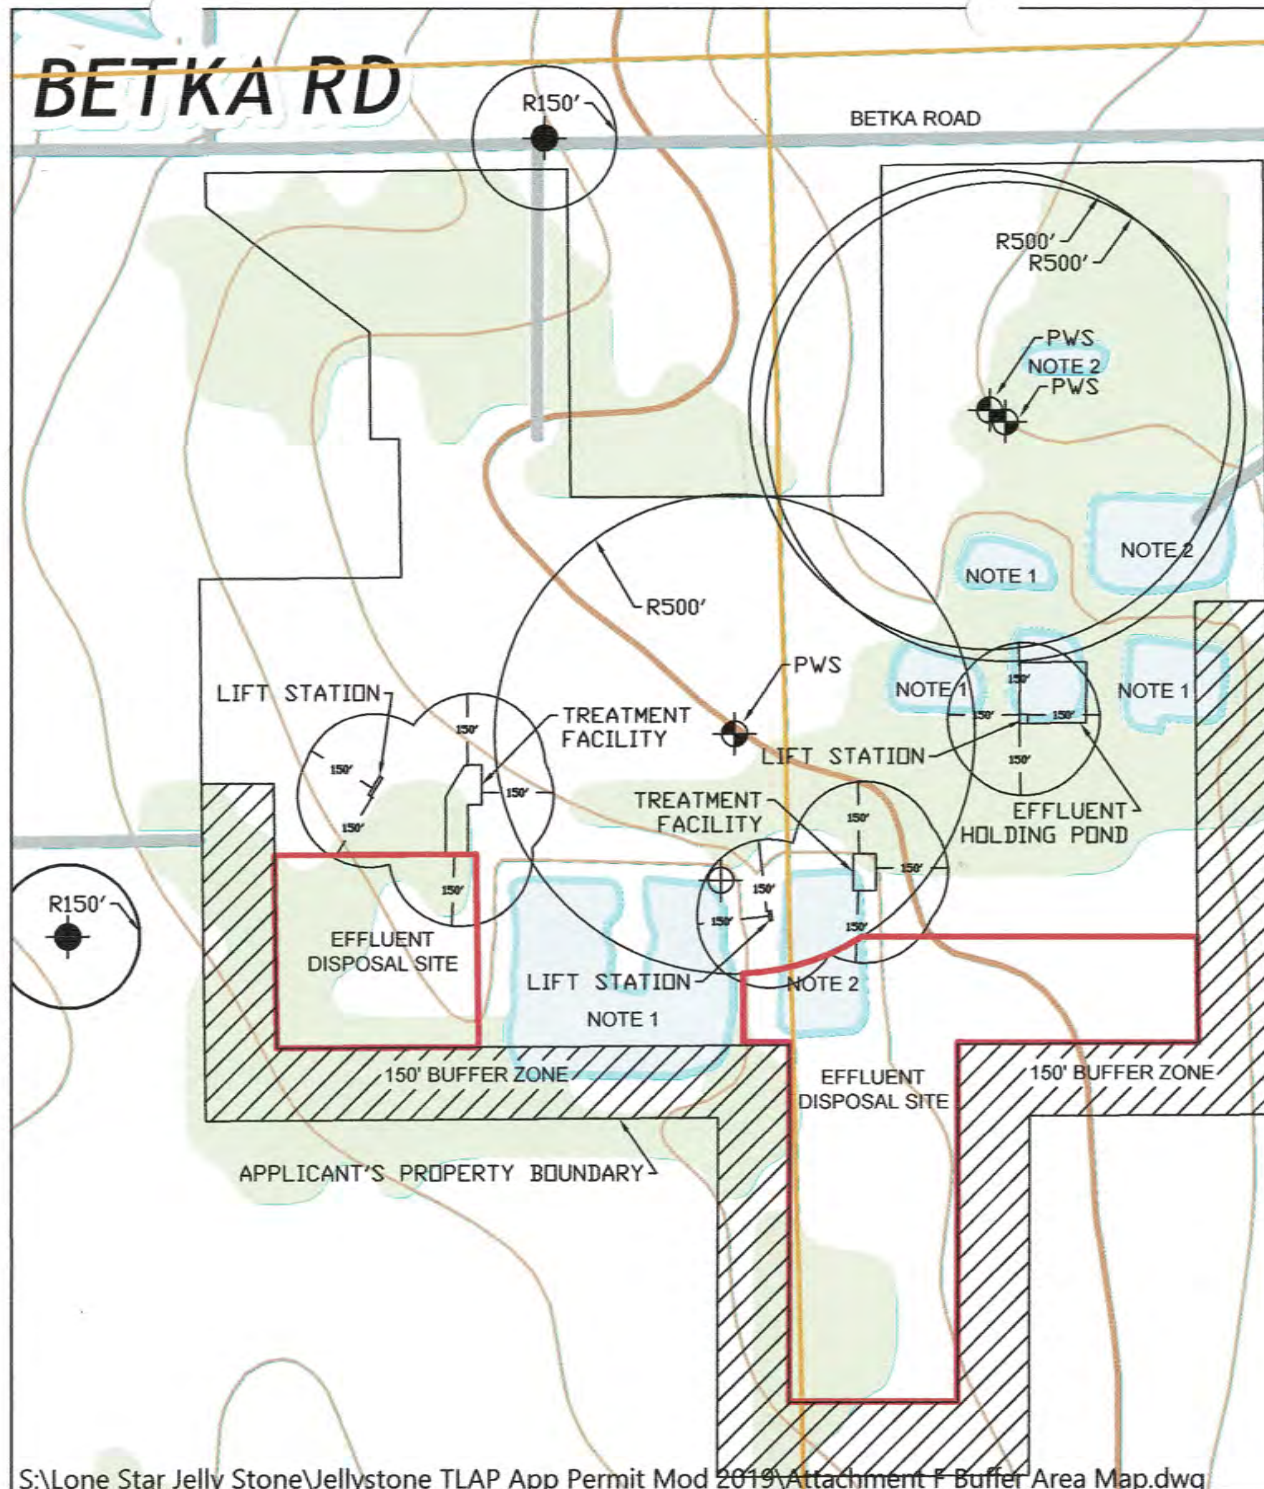 BETKA RD
R150'
BETKA ROAD
R500'
R500'
PWS
NOTE 2
PWS
NOTE 2
NOTE 1
R500'
PWS
LIFT STATION
TREATMENT
FACILITY
150'
150'
150'
150'
150'
NOTE 1
NOTE 1
150'
150'
150'
150'
LIFT STATION
EFFLUENT
HOLDING POND
TREATMENT
FACILITY
150'
150'
150'
150'
150'
LIFT STATION
NOTE 2
NOTE 1
R150'
EFFLUENT
DISPOSAL SITE
150' BUFFER ZONE
EFFLUENT
DISPOSAL SITE
150' BUFFER ZONE
APPLICANT'S PROPERTY BOUNDARY
S:\Lone Star Jelly Stone\Jellystone TLAP App Permit Mod 2019\Attachment F Buffer Area Map.dwg